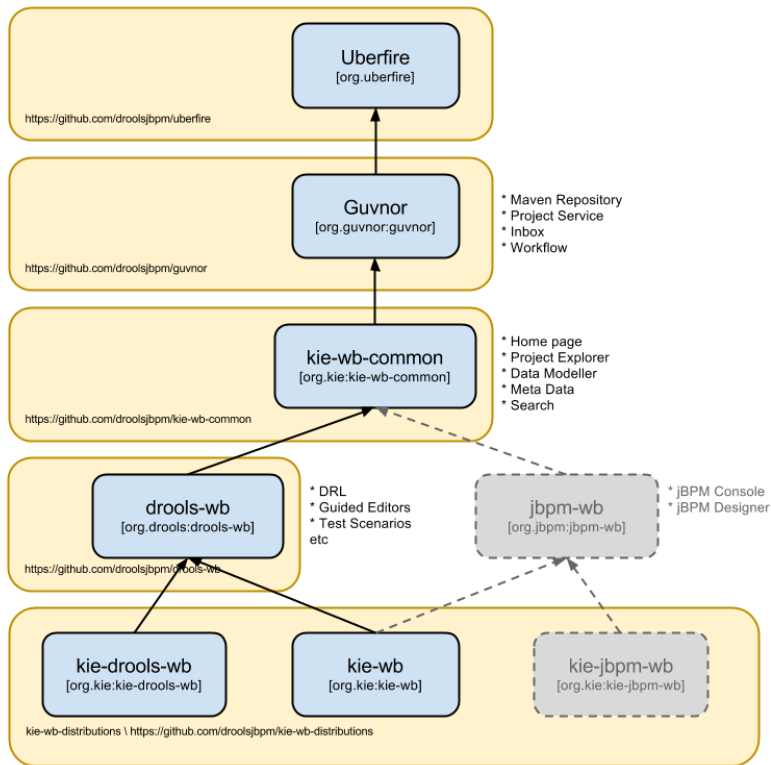 Uberfire
[org.uberfire]
https://github.com/droolsjbpm/uberfire
Guvnor
[org.guvnor:guvnor]
* Maven Repository
* Project Service
* Inbox
* Workflow
https://github.com/droolsjbpm/guvnor
kie-wb-common
[org.kie:kie-wb-common]
* Home page
* Project Explorer
* Data Modeller
* Meta Data
* Search
https://github.com/droolsjbpm/kie-wb-common
drools-wb
[org.drools:drools-wb]
* DRL
* Guided Editors
* Test Scenarios
etc
jbpm-wb
[org.jbpm:jbpm-wb]
* jBPM Console
* jBPM Designer
https://github.com/droolsjbpm/drools-wb
kie-drools-wb
[org.kie:kie-drools-wb]
kie-wb
[org.kie:kie-wb]
kie-jbpm-wb
[org.kie:kie-jbpm-wb]
kie-wb-distributions \ https://github.com/droolsjbpm/kie-wb-distributions